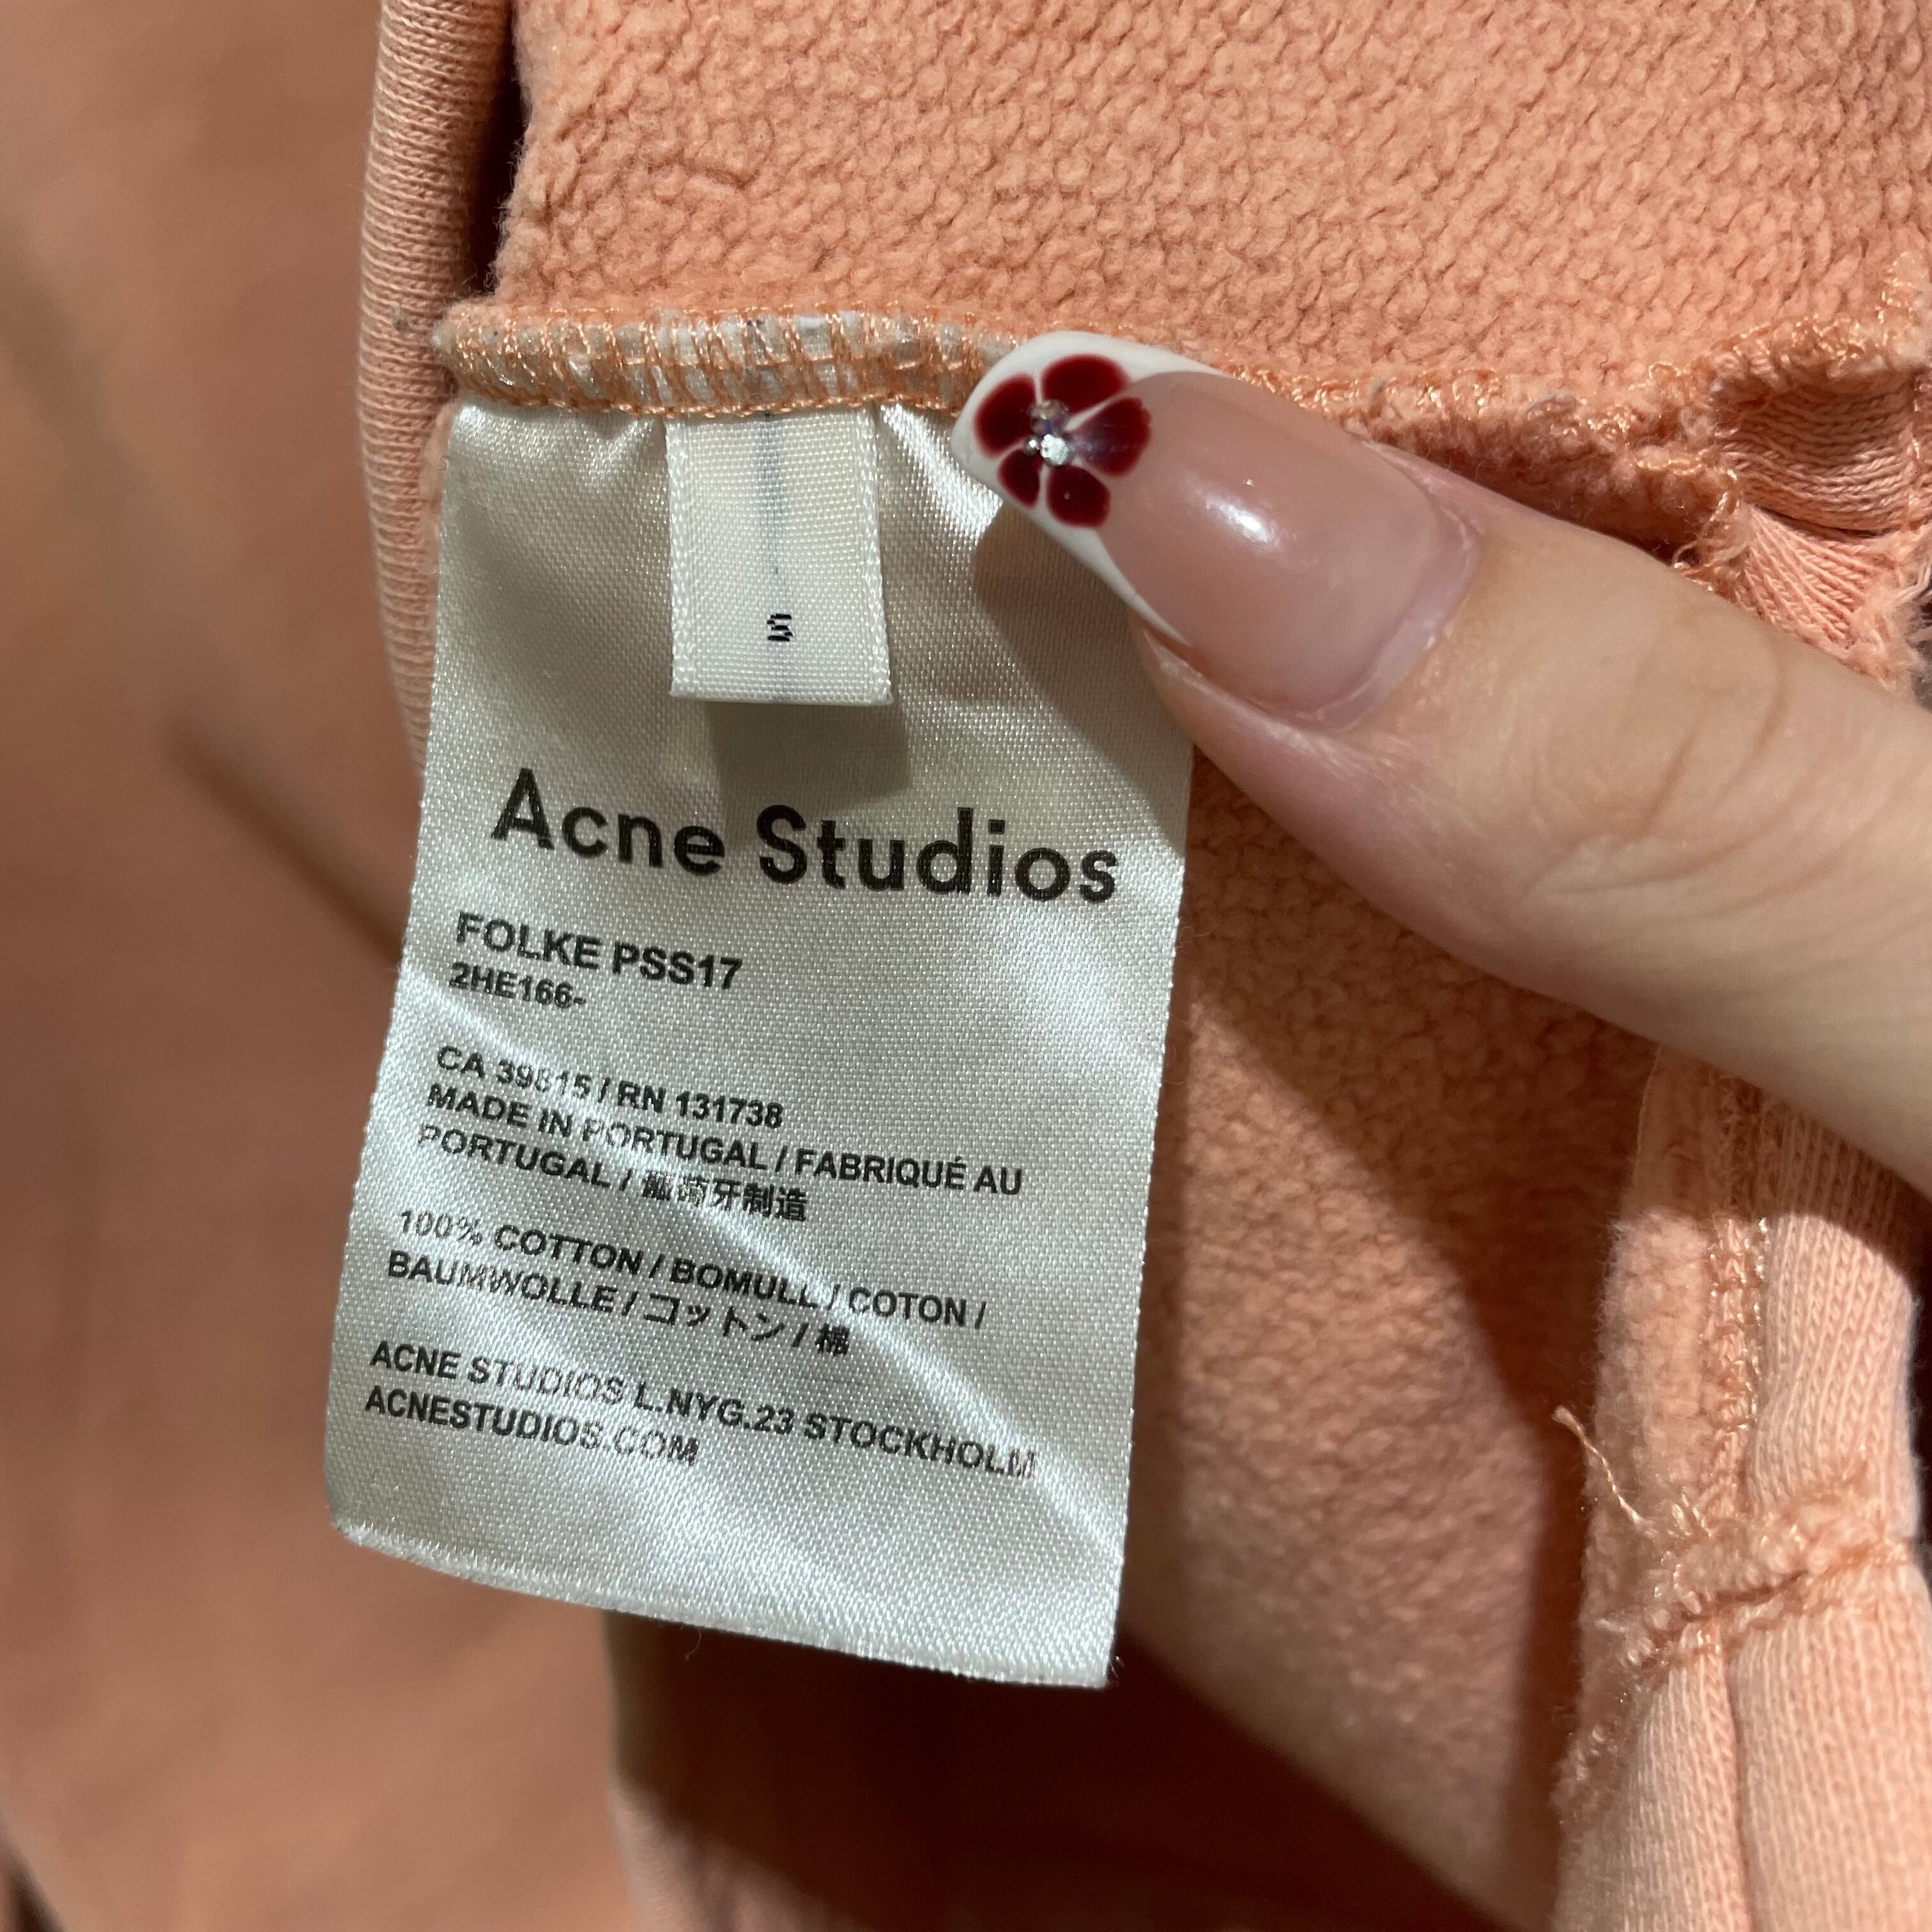 S
Acne Studios
FOLKE PSS17
2HE166-
CA 39815 / RN 131738
MADE IN PORTUGAL / FABRIQUÉ AU
PORTUGAL / 葡萄牙制造
100% COTTON / BOMULL / COTON /
BAUMWOLLE / コットン / 棉
ACNE STUDIOS L.NYG.23 STOCKHOLM
ACNESTUDIOS.COM